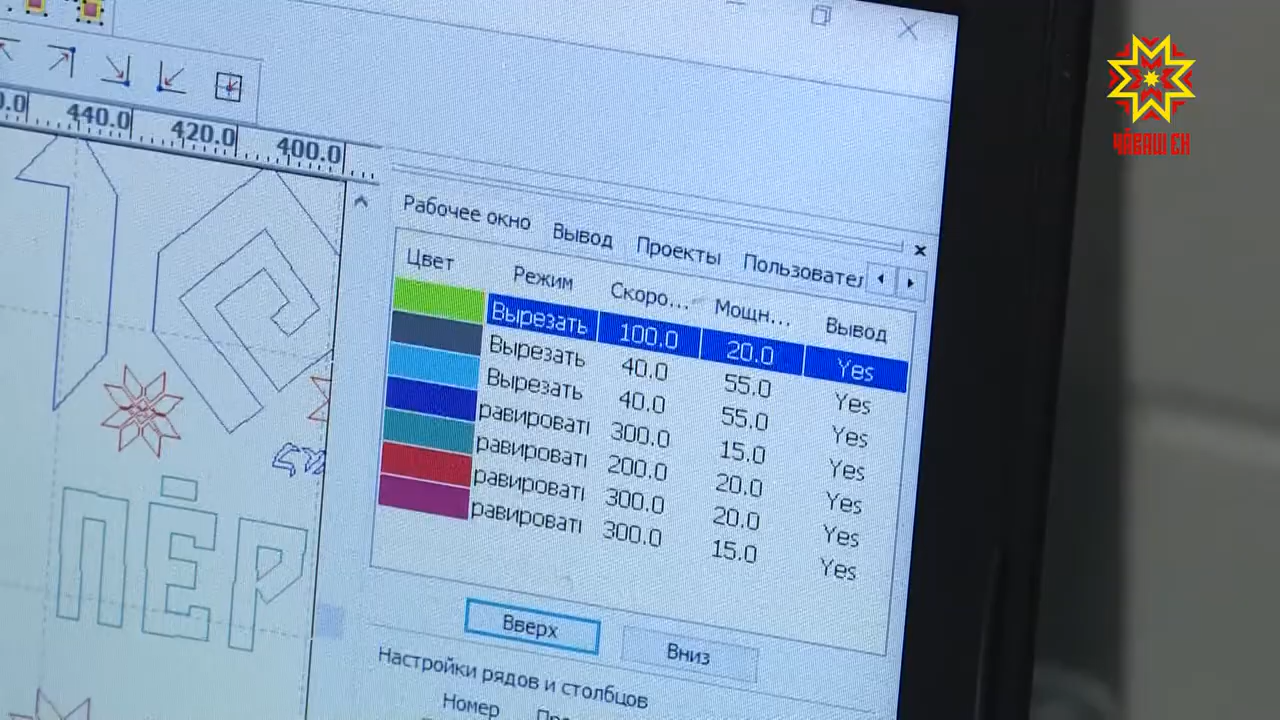 ЧӐВАШ ЕН
440.0 420.0 400.0
Рабочее окно Вывод Проекты Пользовател
Цвет Режим Скоро... Мощн... Вывод
Вырезать 100.0 20.0 Yes
Вырезать 40.0 55.0 Yes
Вырезать 40.0 55.0 Yes
равироваті 300.0 15.0 Yes
равироваті 200.0 20.0 Yes
равироваті 300.0 20.0 Yes
равироваті 300.0 15.0 Yes
ПӖР
Вверх Вниз
Настройки рядов и столбцов
Номер